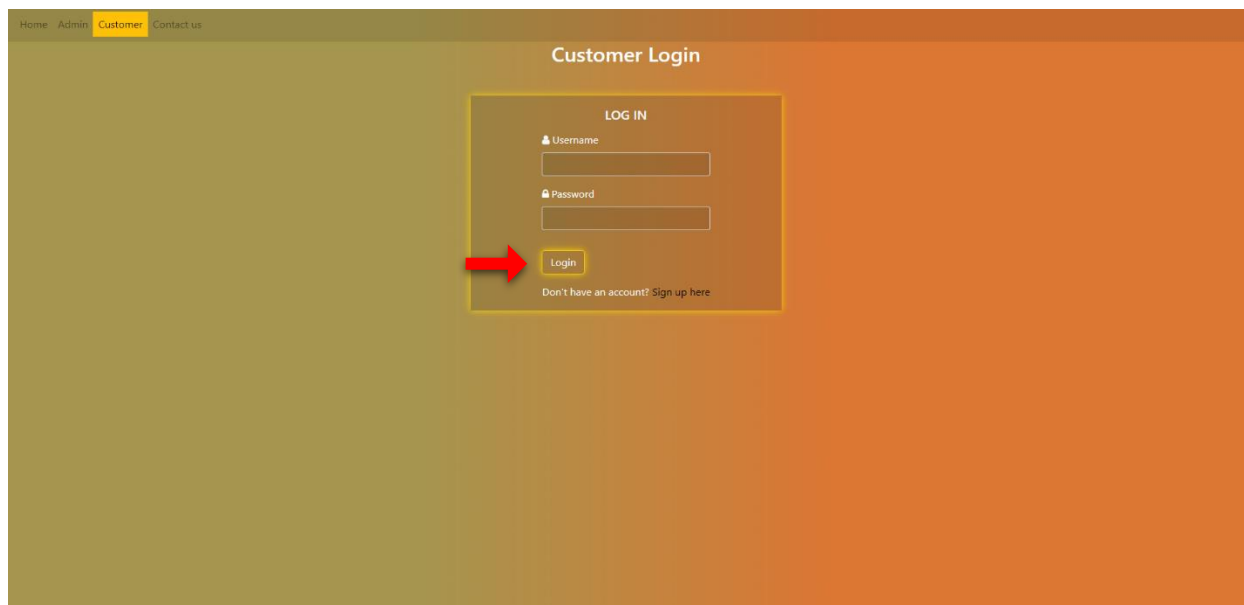 Home Admin Customer Contact us
Customer Login
LOG IN
Username
Password
Login
Don't have an account? Sign up here